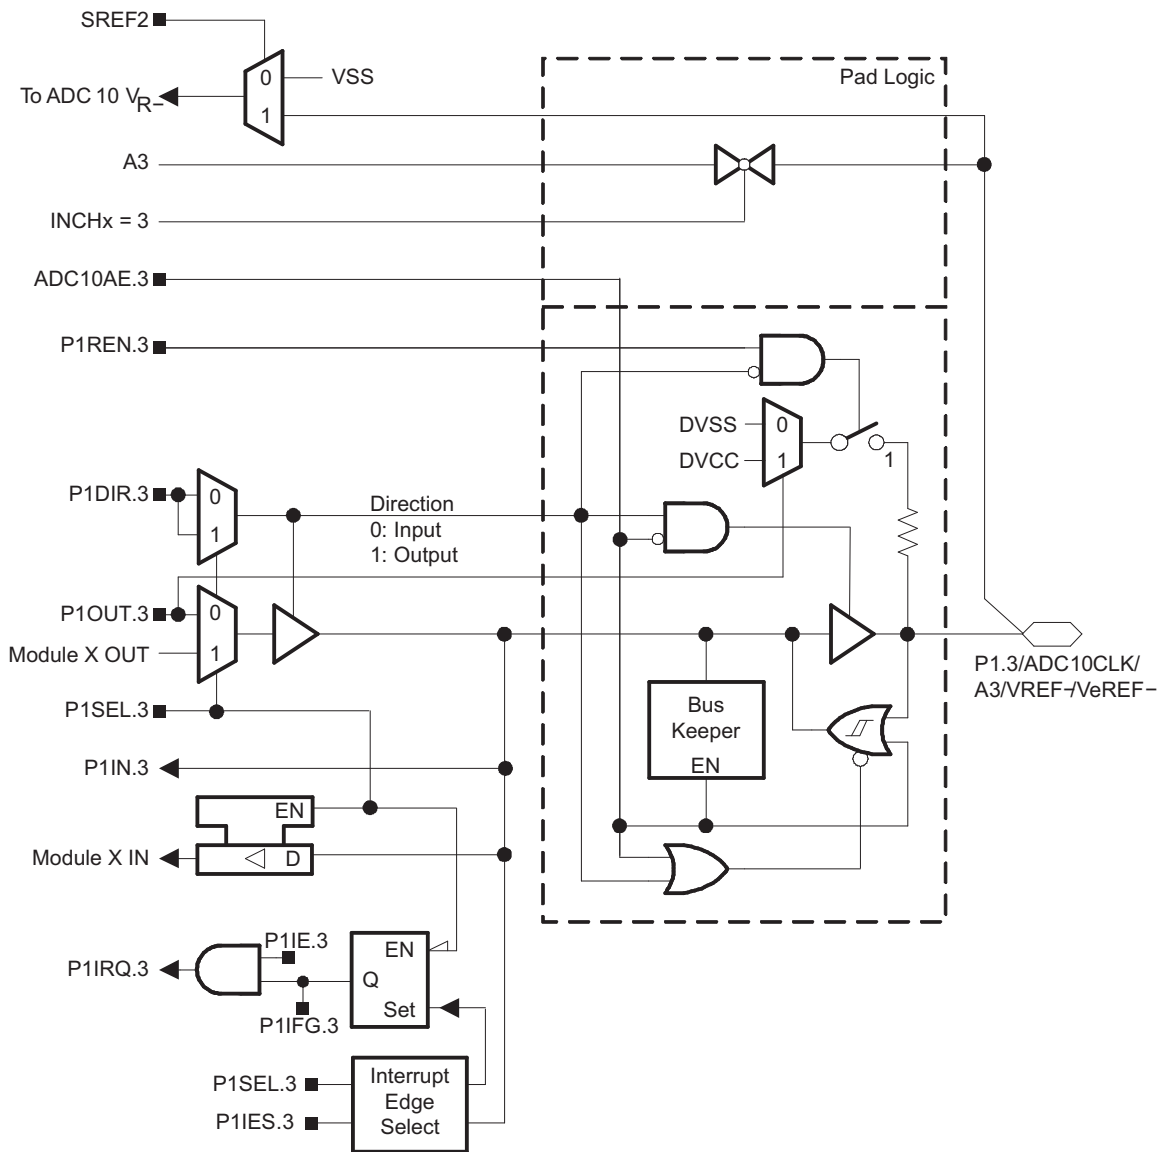 SREF2
0
VSS
Pad Logic
To ADC 10 VR−
1
A3
INCHx = 3
ADC10AE.3
P1REN.3
DVSS
0
DVCC
1
1
P1DIR.3
0
1
Direction
0: Input
1: Output
P1OUT.3
0
Module X OUT
1
P1.3/ADC10CLK/
A3/VREF−/VeREF−
P1SEL.3
Bus
Keeper
EN
P1IN.3
EN
Module X IN
D
P1IE.3
EN
P1IRQ.3
Q
Set
P1IFG.3
P1SEL.3
Interrupt
Edge
Select
P1IES.3